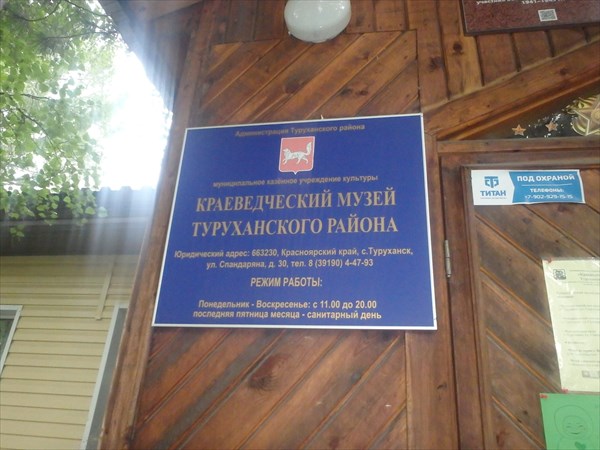 Администрация Туруханского района
муниципальное казённое учреждение культуры
КРАЕВЕДЧЕСКИЙ МУЗЕЙ
ТУРУХАНСКОГО РАЙОНА
Юридический адрес: 663230, Красноярский край, с.Туруханск,
ул. Спандаряна, д. 30, тел. 8 (39190) 4-47-93
РЕЖИМ РАБОТЫ:
Понедельник - Воскресенье: с 11.00 до 20.00
последняя пятница месяца - санитарный день
ТИТАН
ПОД ОХРАНОЙ
ТЕЛЕФОНЫ: